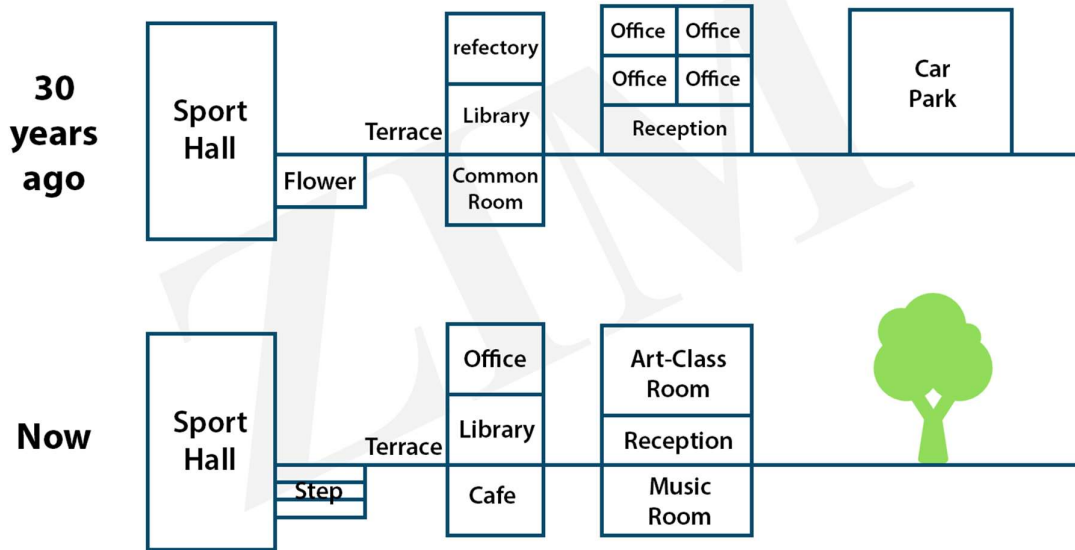 30
years
ago
Sport
Hall
Flower
Terrace
refectory
Library
Common
Room
Office Office
Office Office
Reception
Car
Park
Now
Sport
Hall
Step
Terrace
Office
Library
Cafe
Art-Class
Room
Reception
Music
Room
ZIM